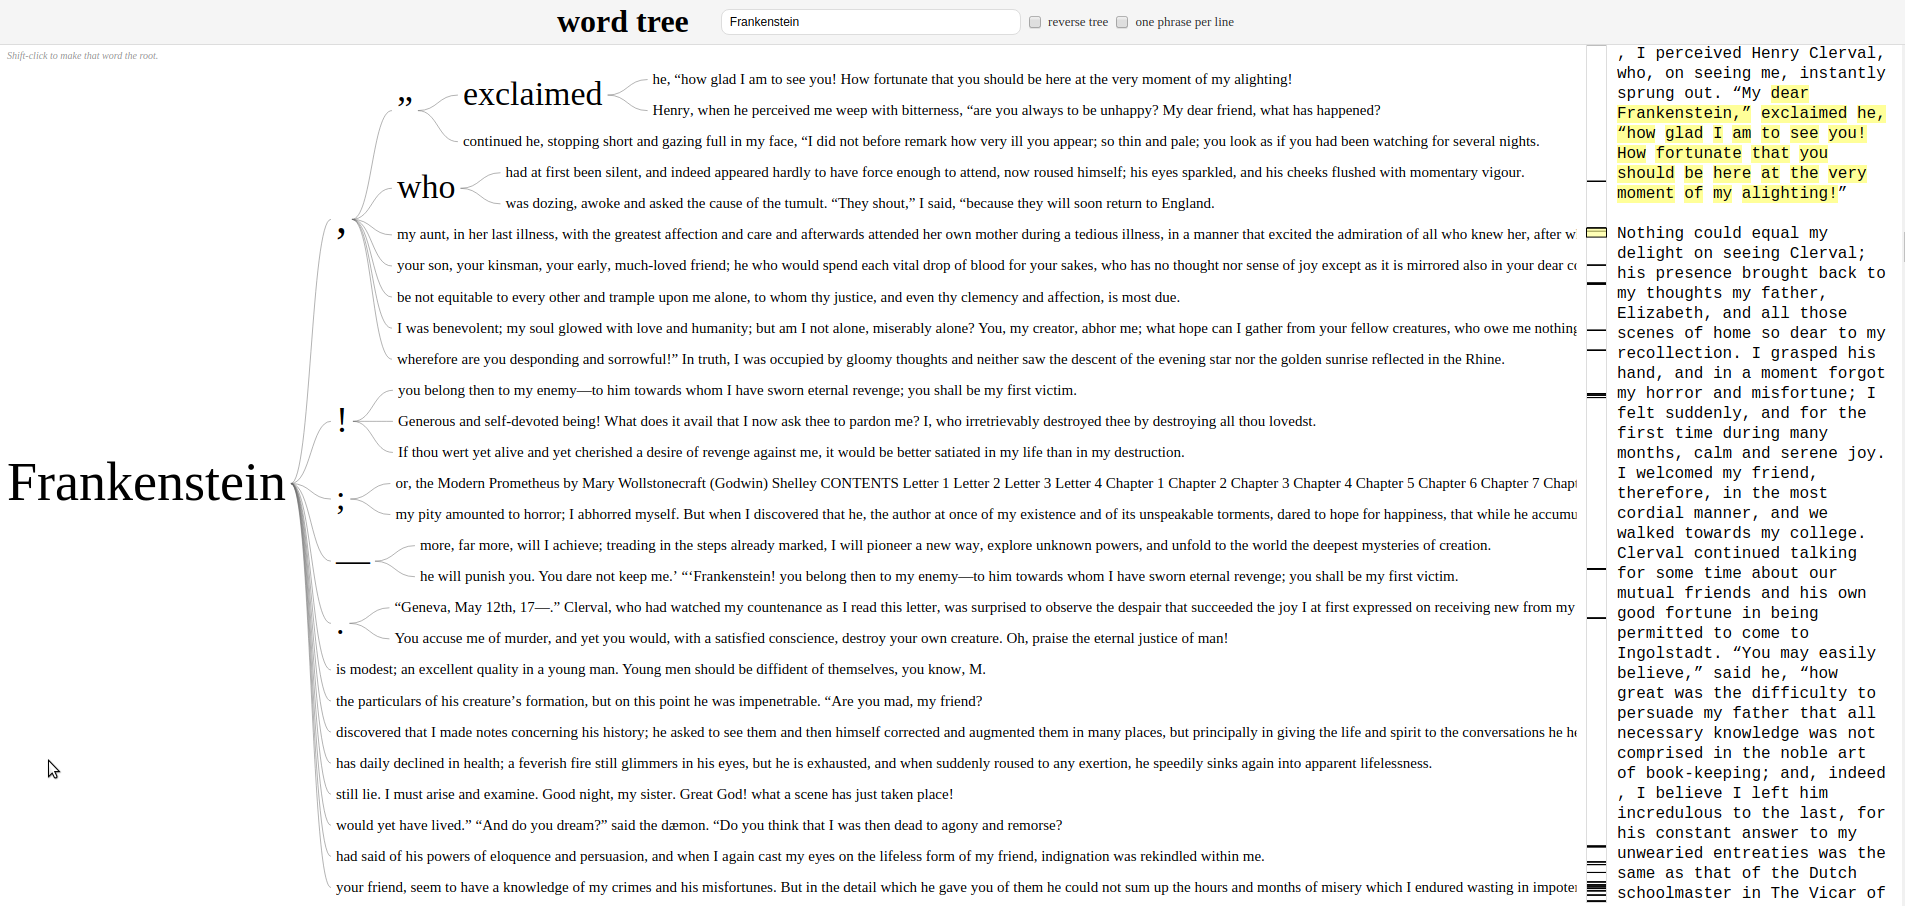 word tree
Frankenstein
reverse tree
one phrase per line
Shift-click to make that word the root.
Frankenstein
,
”
exclaimed
he, “how glad I am to see you! How fortunate that you should be here at the very moment of my alighting!
Henry, when he perceived me weep with bitterness, “are you always to be unhappy? My dear friend, what has happened?
continued he, stopping short and gazing full in my face, “I did not before remark how very ill you appear; so thin and pale; you look as if you had been watching for several nights.
who
had at first been silent, and indeed appeared hardly to have force enough to attend, now roused himself; his eyes sparkled, and his cheeks flushed with momentary vigour.
was dozing, awoke and asked the cause of the tumult. “They shout,” I said, “because they will soon return to England.
my aunt, in her last illness, with the greatest affection and care and afterwards attended her own mother during a tedious illness, in a manner that excited the admiration of all who knew her, after
your son, your kinsman, your early, much-loved friend; he who would spend each vital drop of blood for your sakes, who has no thought nor sense of joy except as it is mirrored also in your dear
be not equitable to every other and trample upon me alone, to whom thy justice, and even thy clemency and affection, is most due.
I was benevolent; my soul glowed with love and humanity; but am I not alone, miserably alone? You, my creator, abhor me; what hope can I gather from your fellow creatures, who owe me nothing
wherefore are you desponding and sorrowful!” In truth, I was occupied by gloomy thoughts and neither saw the descent of the evening star nor the golden sunrise reflected in the Rhine.
!
you belong then to my enemy—to him towards whom I have sworn eternal revenge; you shall be my first victim.
Generous and self-devoted being! What does it avail that I now ask thee to pardon me? I, who irretrievably destroyed thee by destroying all thou lovedst.
If thou wert yet alive and yet cherished a desire of revenge against me, it would be better satiated in my life than in my destruction.
;
or, the Modern Prometheus by Mary Wollstonecraft (Godwin) Shelley CONTENTS Letter 1 Letter 2 Letter 3 Letter 4 Chapter 1 Chapter 2 Chapter 3 Chapter 4 Chapter 5 Chapter 6 Chapter 7 Chapt
my pity amounted to horror; I abhorred myself. But when I discovered that he, the author at once of my existence and of its unspeakable torments, dared to hope for happiness, that while he accumu
—
more, far more, will I achieve; treading in the steps already marked, I will pioneer a new way, explore unknown powers, and unfold to the world the deepest mysteries of creation.
he will punish you. You dare not keep me.’ “‘Frankenstein! you belong then to my enemy—to him towards whom I have sworn eternal revenge; you shall be my first victim.
.
“Geneva, May 12th, 17—.” Clerval, who had watched my countenance as I read this letter, was surprised to observe the despair that succeeded the joy I at first expressed on receiving new from my
You accuse me of murder, and yet you would, with a satisfied conscience, destroy your own creature. Oh, praise the eternal justice of man!
is modest; an excellent quality in a young man. Young men should be diffident of themselves, you know, M.
the particulars of his creature’s formation, but on this point he was impenetrable. “Are you mad, my friend?
discovered that I made notes concerning his history; he asked to see them and then himself corrected and augmented them in many places, but principally in giving the life and spirit to the conversations he he
has daily declined in health; a feverish fire still glimmers in his eyes, but he is exhausted, and when suddenly roused to any exertion, he speedily sinks again into apparent lifelessness.
still lie. I must arise and examine. Good night, my sister. Great God! what a scene has just taken place!
would yet have lived.” “And do you dream?” said the dæmon. “Do you think that I was then dead to agony and remorse?
had said of his powers of eloquence and persuasion, and when I again cast my eyes on the lifeless form of my friend, indignation was rekindled within me.
your friend, seem to have a knowledge of my crimes and his misfortunes. But in the detail which he gave you of them he could not sum up the hours and months of misery which I endured wasting in impoten
, I perceived Henry Clerval,
who, on seeing me, instantly
sprung out. “My dear
Frankenstein,” exclaimed he,
“how glad I am to see you!
How fortunate that you
should be here at the very
moment of my alighting!”
Nothing could equal my
delight on seeing Clerval;
his presence brought back to
my thoughts my father,
Elizabeth, and all those
scenes of home so dear to my
recollection. I grasped his
hand, and in a moment forgot
my horror and misfortune; I
felt suddenly, and for the
first time during many
months, calm and serene joy.
I welcomed my friend,
therefore, in the most
cordial manner, and we
walked towards my college.
Clerval continued talking
for some time about our
mutual friends and his own
good fortune in being
permitted to come to
Ingolstadt. “You may easily
believe,” said he, “how
great was the difficulty to
persuade my father that all
necessary knowledge was not
comprised in the noble art
of book-keeping; and, indeed
, I believe I left him
incredulous to the last, for
his constant answer to my
unwearied entreaties was the
same as that of the Dutch
schoolmaster in The Vicar of